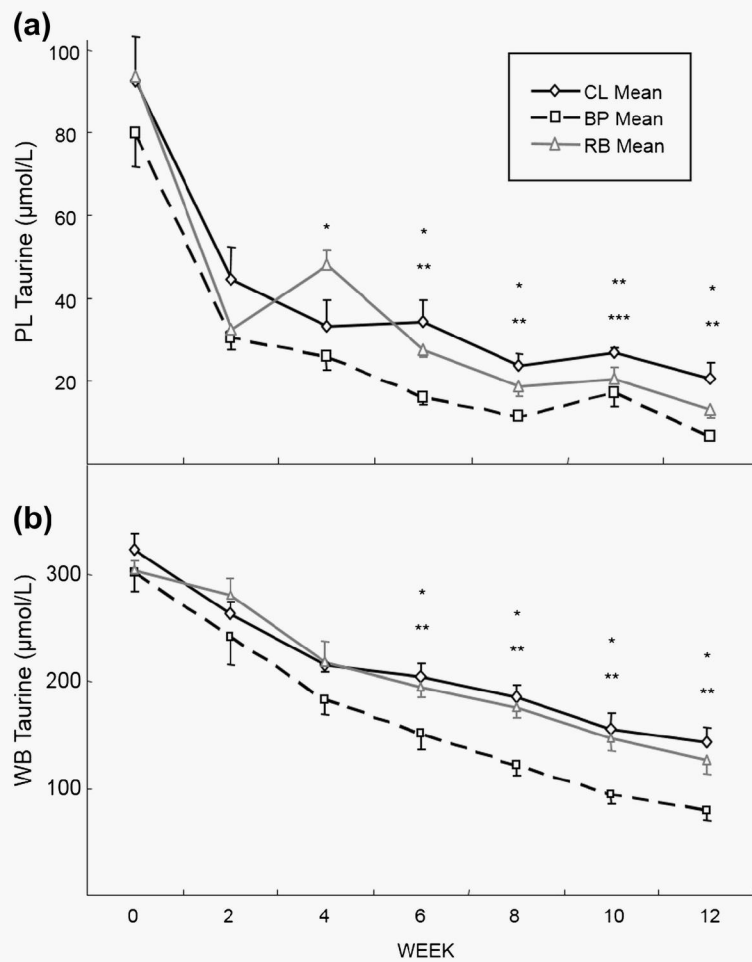 (a)
100
80
60
40
20
PL Taurine (µmol/L)
CL Mean
BP Mean
RB Mean
* * * ** *
** ** *** **
(b)
300
200
100
WB Taurine (µmol/L)
* * * *
** ** ** **
0 2 4 6 8 10 12
WEEK